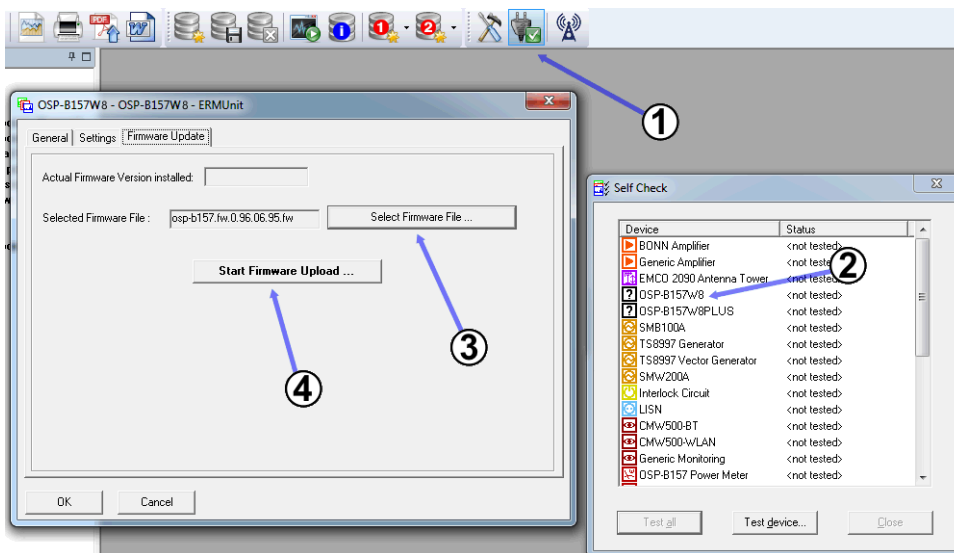 1
OSP-B157W8 - OSP-B157W8 - ERMUnit
General
Settings
Firmware Update
Actual Firmware Version installed:
Selected Firmware File :
osp-b157.fw.0.96.06.95.fw
Select Firmware File ...
Start Firmware Upload ...
3
4
OK
Cancel
Self Check
Device Status
BONN Amplifier <not tested>
Generic Amplifier <not tested>
EMCO 2090 Antenna Tower <not tested>
2
OSP-B157W8 <not tested>
OSP-B157W8PLUS <not tested>
SMB100A <not tested>
TS8997 Generator <not tested>
TS8997 Vector Generator <not tested>
SMW200A <not tested>
Interlock Circuit <not tested>
LISN <not tested>
CMW500-BT <not tested>
CMW500-WLAN <not tested>
Generic Monitoring <not tested>
OSP-B157 Power Meter <not tested>
Test all
Test device...
Close